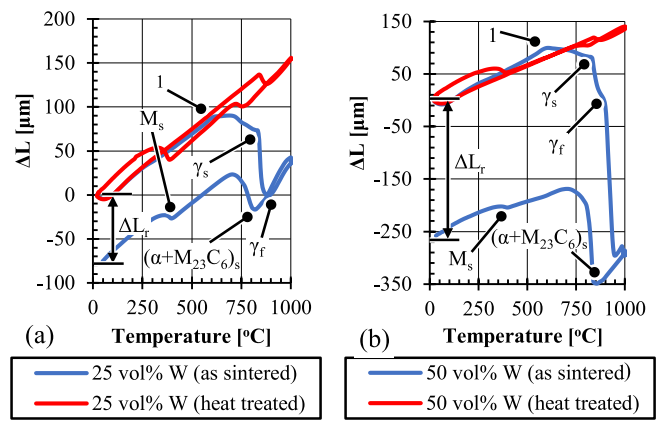 150
100
50
0
-50
-100
0 250 500 750 1000
ΔL [µm]
Temperature [ºC]
1
Ms
γs
γf
ΔLr
(α+M23C6)s
(a)
25 vol% W (as sintered)
25 vol% W (heat treated)
200
150
50
-50
-150
-250
-350
0 250 500 750 1000
ΔL [µm]
Temperature [ºC]
1
γs
γf
ΔLr
Ms
(α+M23C6)s
(b)
50 vol% W (as sintered)
50 vol% W (heat treated)